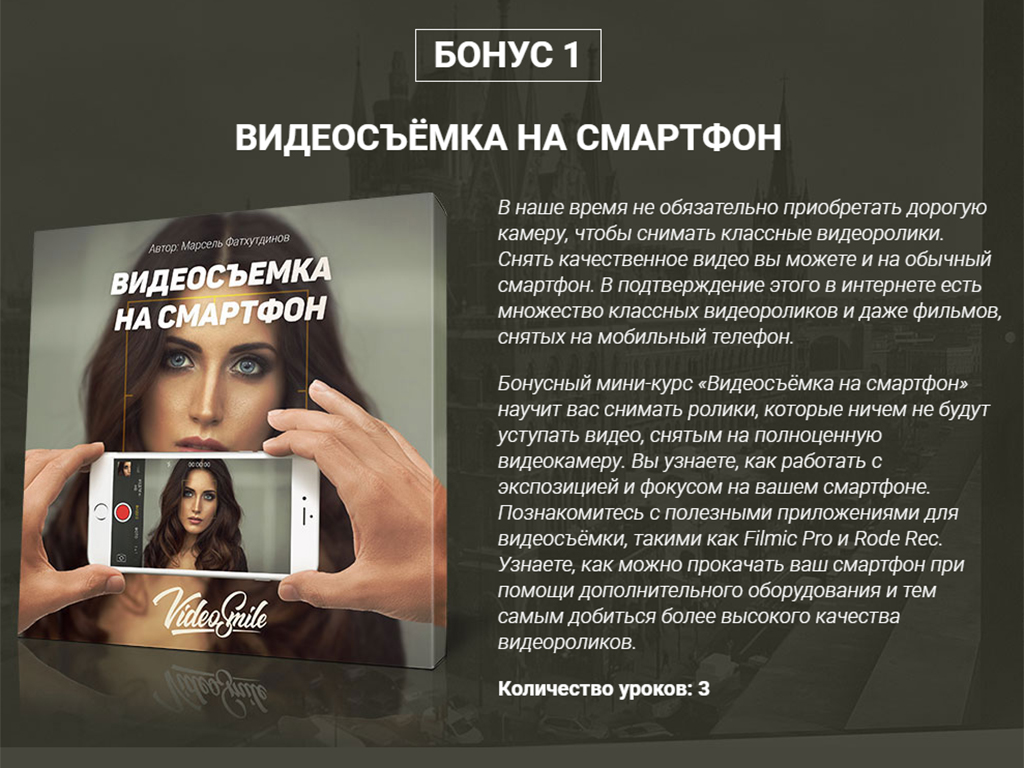 БОНУС 1
ВИДЕОСЪЁМКА НА СМАРТФОН
Автор: Марсель Фатхутдинов
ВИДЕОСЪЕМКА
НА СМАРТФОН
VideoSmile
В наше время не обязательно приобретать дорогую
камеру, чтобы снимать классные видеоролики.
Снять качественное видео вы можете и на обычный
смартфон. В подтверждение этого в интернете есть
множество классных видеороликов и даже фильмов,
снятых на мобильный телефон.
Бонусный мини-курс «Видеосъёмка на смартфон»
научит вас снимать ролики, которые ничем не будут
уступать видео, снятым на полноценную
видеокамеру. Вы узнаете, как работать с
экспозицией и фокусом на вашем смартфоне.
Познакомитесь с полезными приложениями для
видеосъёмки, такими как Filmic Pro и Rode Rec.
Узнаете, как можно прокачать ваш смартфон при
помощи дополнительного оборудования и тем
самым добиться более высокого качества
видеороликов.
Количество уроков: 3